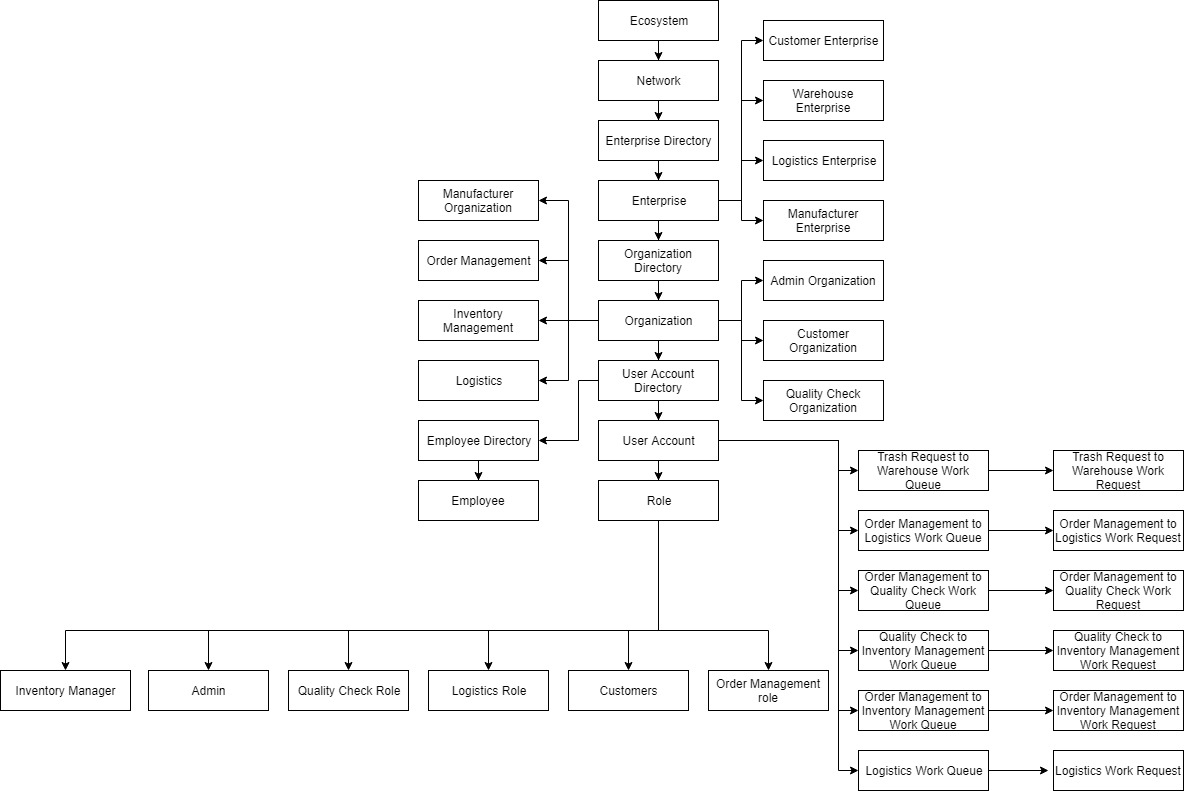 Ecosystem
Customer Enterprise
Network
Warehouse
Enterprise
Enterprise Directory
Logistics Enterprise
Manufacturer
Organization
Enterprise
Manufacturer
Enterprise
Order Management
Organization
Directory
Admin Organization
Inventory
Management
Organization
Customer
Organization
Logistics
User Account
Directory
Quality Check
Organization
Employee Directory
User Account
Trash Request to
Warehouse Work
Queue
Trash Request to
Warehouse Work
Request
Employee
Role
Order Management to
Logistics Work Queue
Order Management to
Logistics Work Request
Order Management to
Quality Check Work
Queue
Order Management to
Quality Check Work
Request
Quality Check to
Inventory Management
Work Queue
Quality Check to
Inventory Management
Work Request
Inventory Manager
Admin
Quality Check Role
Logistics Role
Customers
Order Management
role
Order Management to
Inventory Management
Work Queue
Order Management to
Inventory Management
Work Request
Logistics Work Queue
Logistics Work Request